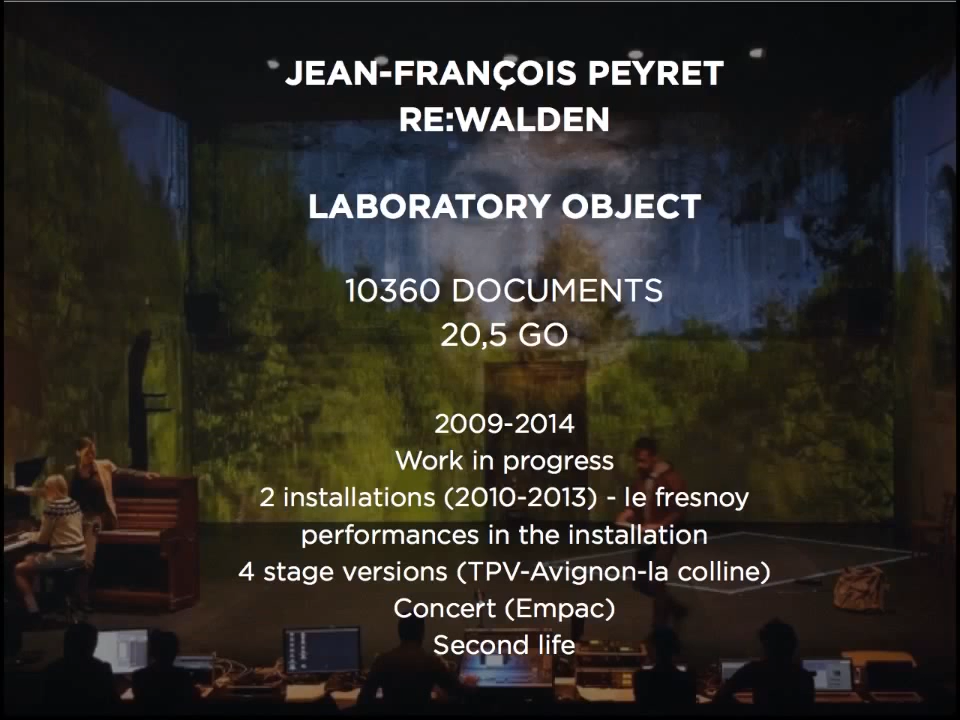 JEAN-FRANÇOIS PEYRET
RE:WALDEN
LABORATORY OBJECT
10360 DOCUMENTS
20,5 GO
2009-2014
Work in progress
2 installations (2010-2013) - le fresnoy
performances in the installation
4 stage versions (TPV-Avignon-la colline)
Concert (Empac)
Second life